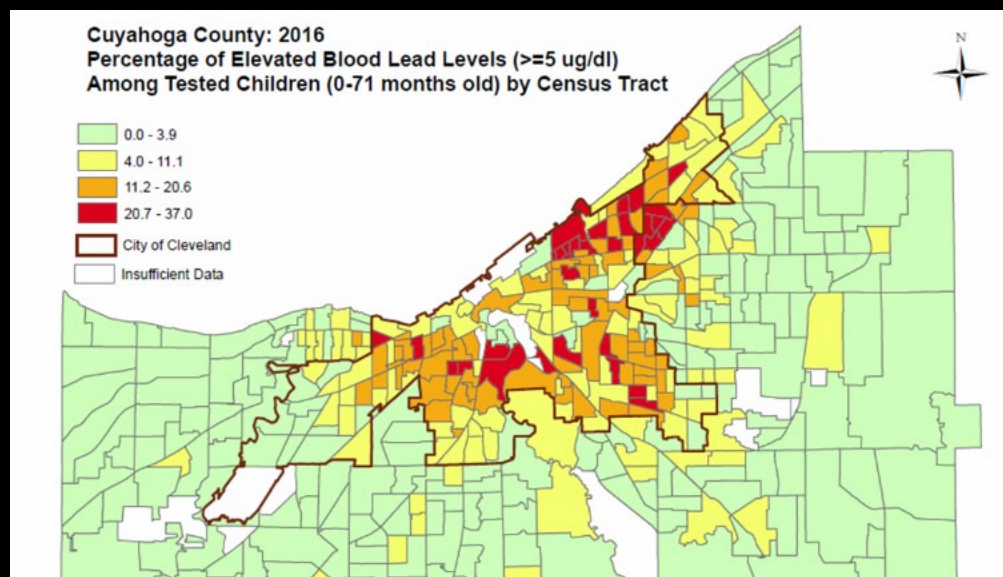 Cuyahoga County: 2016
Percentage of Elevated Blood Lead Levels (>=5 ug/dl)
Among Tested Children (0-71 months old) by Census Tract
N
0.0 - 3.9
4.0 - 11.1
11.2 - 20.6
20.7 - 37.0
City of Cleveland
Insufficient Data